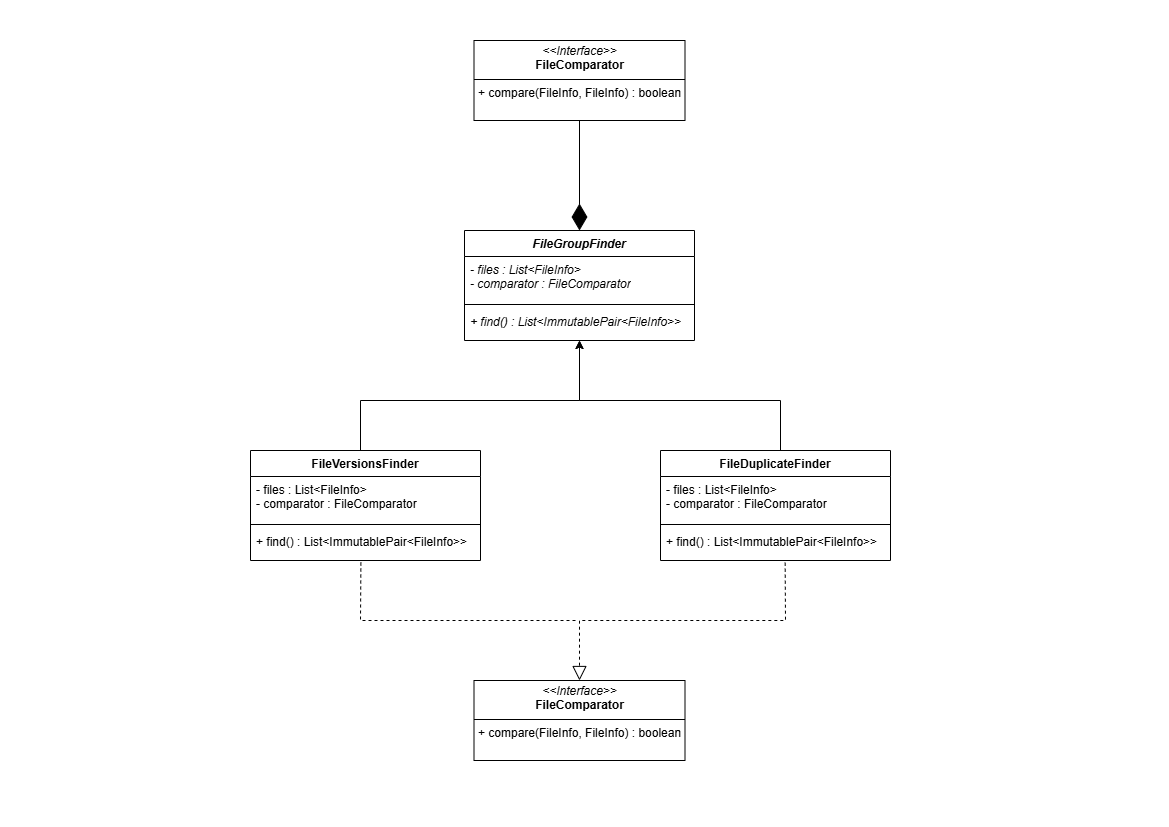 <<Interface>>
FileComparator
+ compare(FileInfo, FileInfo) : boolean
FileGroupFinder
- files : List<FileInfo>
- comparator : FileComparator
+ find() : List<ImmutablePair<FileInfo>>
FileVersionsFinder
- files : List<FileInfo>
- comparator : FileComparator
+ find() : List<ImmutablePair<FileInfo>>
FileDuplicateFinder
- files : List<FileInfo>
- comparator : FileComparator
+ find() : List<ImmutablePair<FileInfo>>
<<Interface>>
FileComparator
+ compare(FileInfo, FileInfo) : boolean